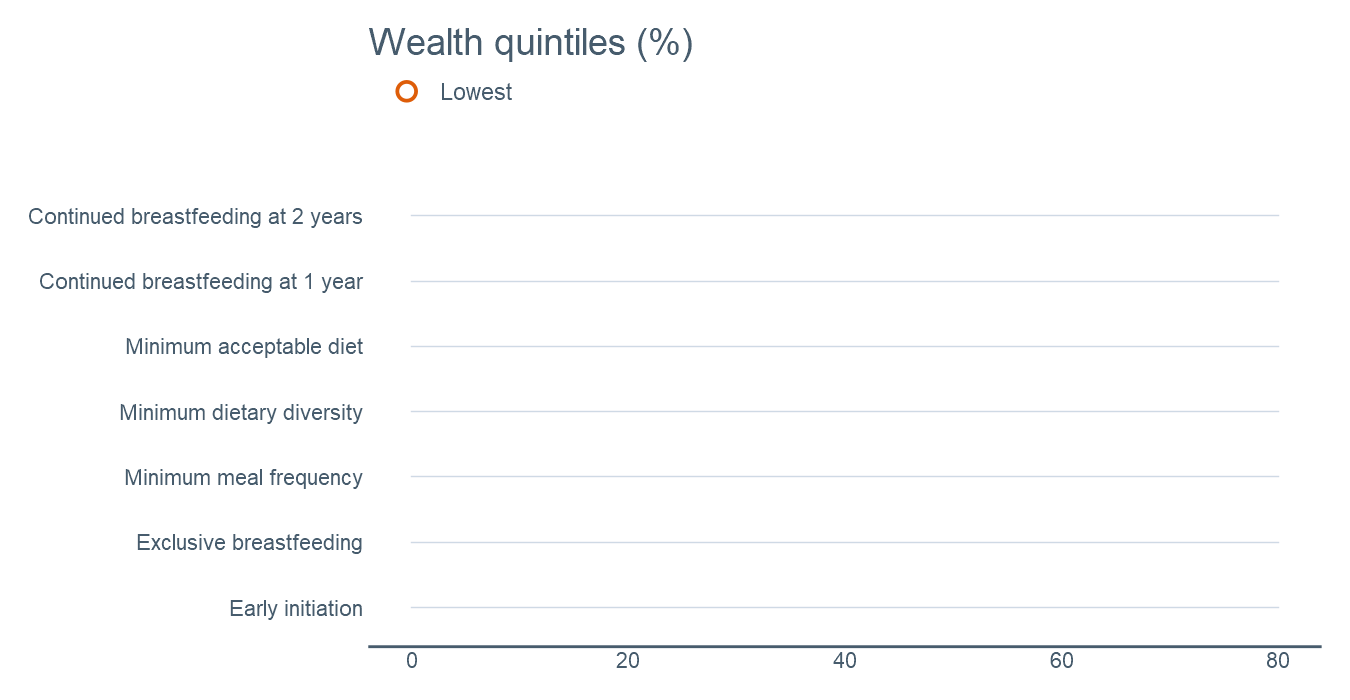 Wealth quintiles (%)
Lowest
Continued breastfeeding at 2 years
Continued breastfeeding at 1 year
Minimum acceptable diet
Minimum dietary diversity
Minimum meal frequency
Exclusive breastfeeding
Early initiation
0 20 40 60 80